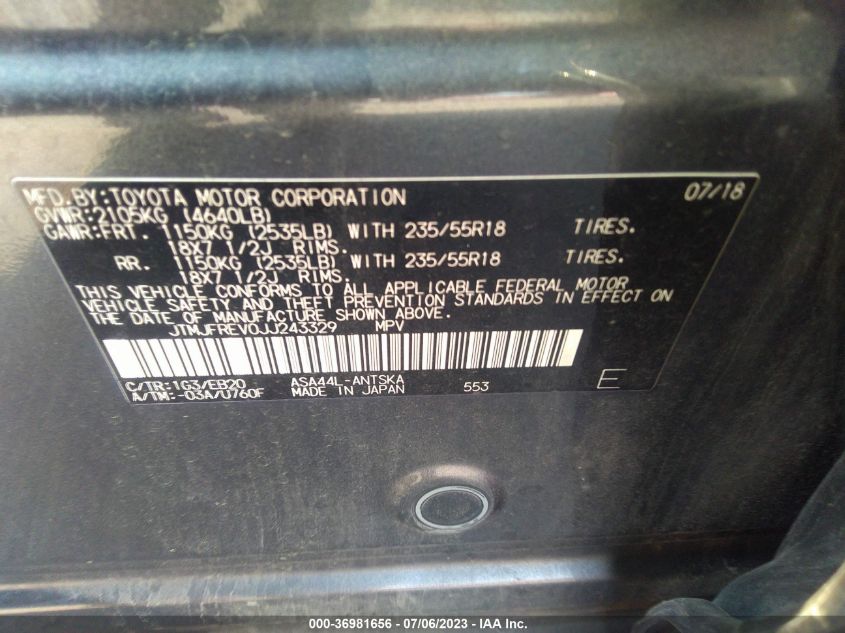 MFD.BY:TOYOTA MOTOR CORPORATION 07/18
GVWR:2105KG (4640LB)
GAWR:FRT. 1150KG (2535LB) WITH 235/55R18 TIRES.
18X7 1/2J RIMS.
RR. 1150KG (2535LB) WITH 235/55R18 TIRES.
18X7 1/2J RIMS.
THIS VEHICLE CONFORMS TO ALL APPLICABLE FEDERAL MOTOR
VEHICLE SAFETY AND THEFT PREVENTION STANDARDS IN EFFECT ON
THE DATE OF MANUFACTURE SHOWN ABOVE.
JTMJFREV0JJ243329 MPV
C/TR:1G3/EB20 ASA44L-ANTSKA 553 E
A/TM:-03A/U760F MADE IN JAPAN
000-36981656 - 07/06/2023 - IAA Inc.